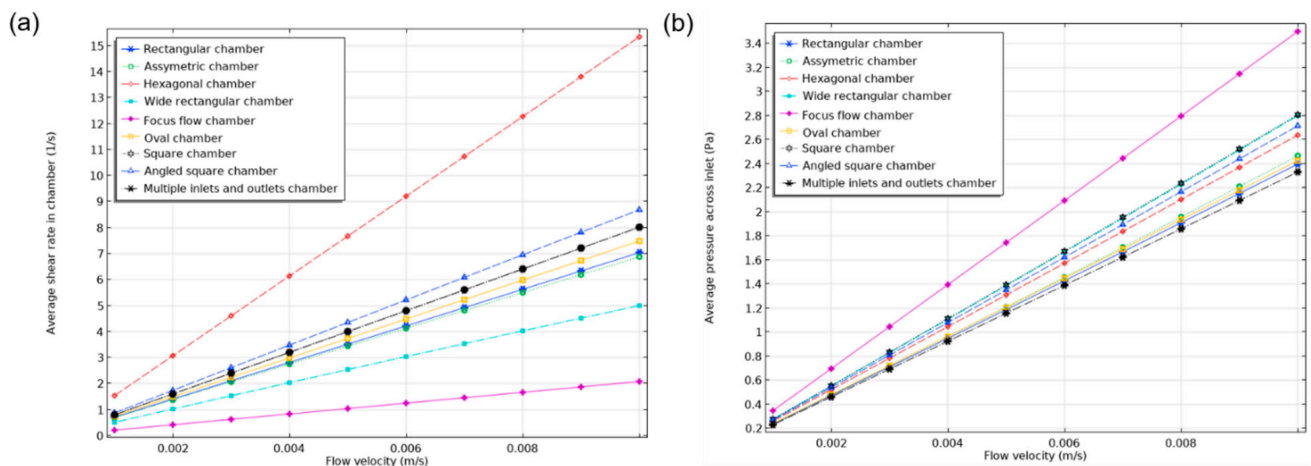 (a)
Average shear rate in chamber (1/s)
15
14
13
12
11
10
9
8
7
6
5
4
3
2
1
0
Rectangular chamber
Assymetric chamber
Hexagonal chamber
Wide rectangular chamber
Focus flow chamber
Oval chamber
Square chamber
Angled square chamber
Multiple inlets and outlets chamber
0.002 0.004 0.006 0.008
Flow velocity (m/s)
(b)
Average pressure across inlet (Pa)
3.4
3.2
3
2.8
2.6
2.4
2.2
2
1.8
1.6
1.4
1.2
1
0.8
0.6
0.4
0.2
Rectangular chamber
Assymetric chamber
Hexagonal chamber
Wide rectangular chamber
Focus flow chamber
Oval chamber
Square chamber
Angled square chamber
Multiple inlets and outlets chamber
0.002 0.004 0.006 0.008
Flow velocity (m/s)